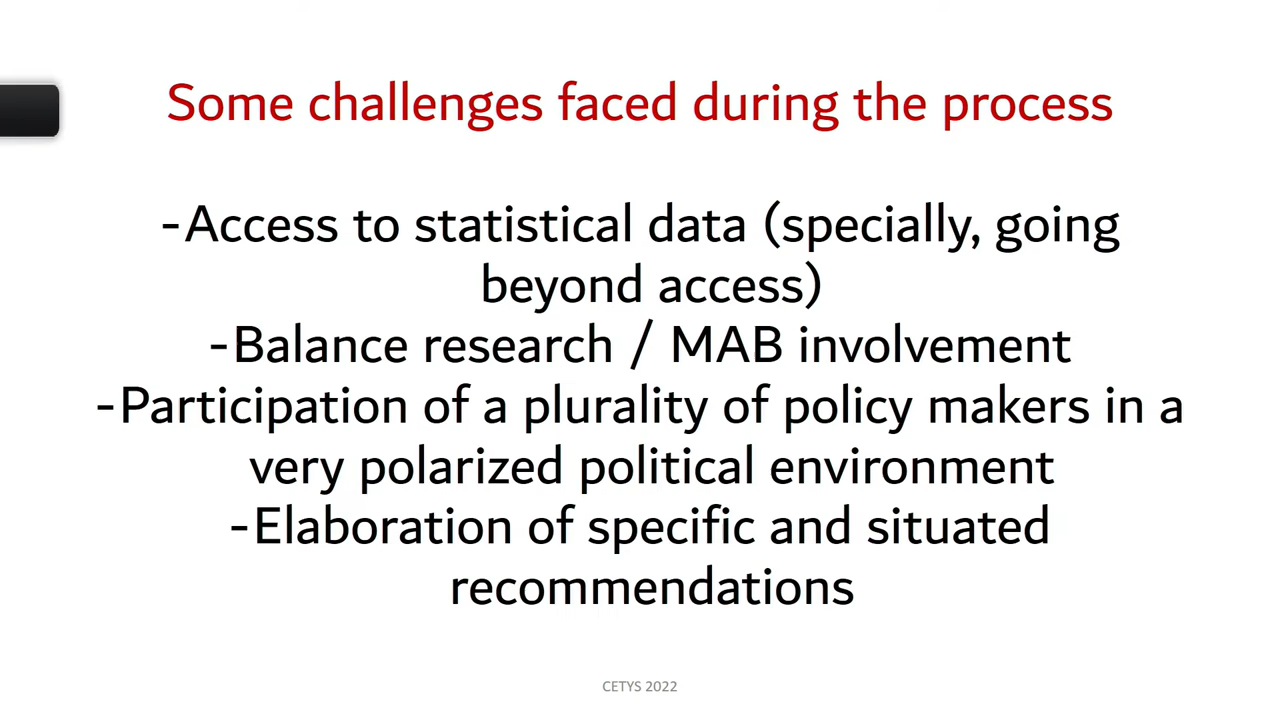 Some challenges faced during the process
-Access to statistical data (specially, going
beyond access)
-Balance research / MAB involvement
-Participation of a plurality of policy makers in a
very polarized political environment
-Elaboration of specific and situated
recommendations
CETYS 2022